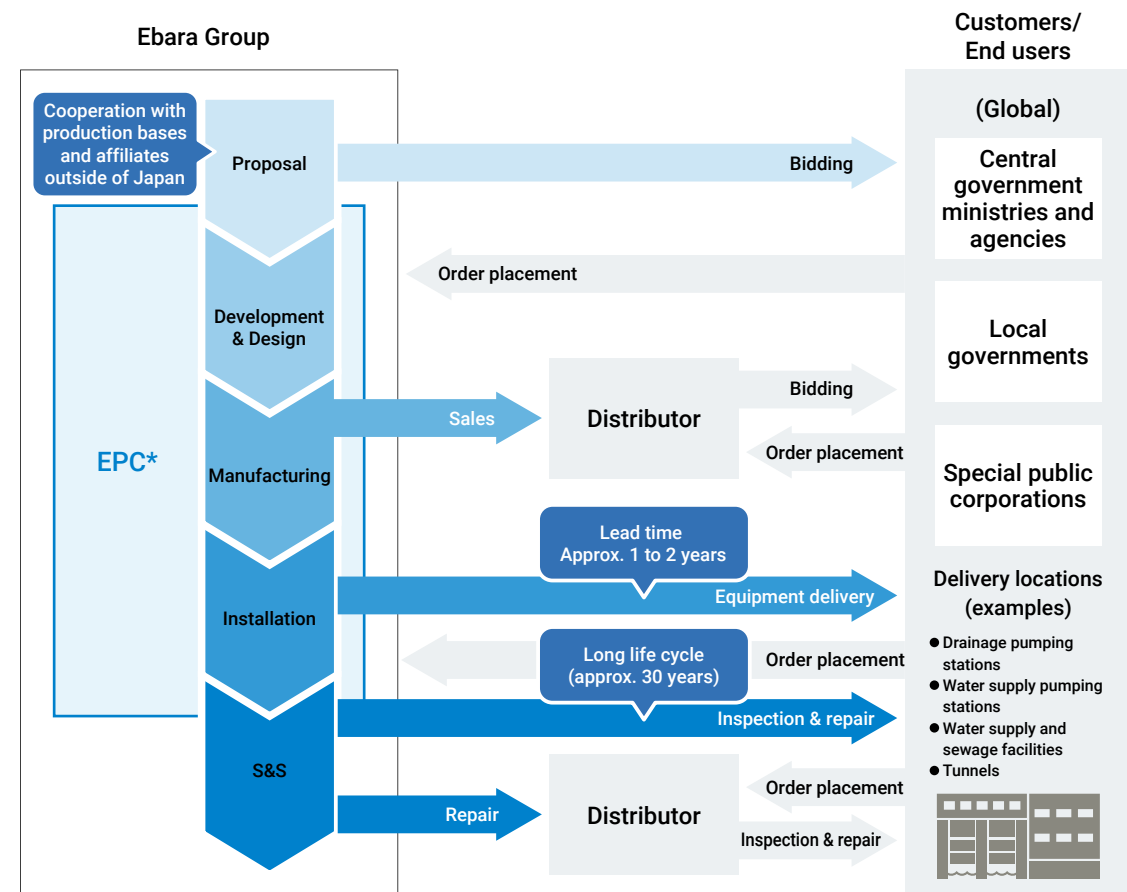 Ebara Group
Customers/
End users
Cooperation with
production bases
and affiliates
outside of Japan
Proposal
Bidding
(Global)
Central
government
ministries and
agencies
Order placement
Development
& Design
Local
governments
Sales
Distributor
Bidding
Order placement
EPC*
Manufacturing
Special public
corporations
Lead time
Approx. 1 to 2 years
Equipment delivery
Installation
Delivery locations
(examples)
Long life cycle
(approx. 30 years)
Order placement
Inspection & repair
● Drainage pumping
stations
● Water supply pumping
stations
● Water supply and
sewage facilities
● Tunnels
S&S
Repair
Distributor
Order placement
Inspection & repair